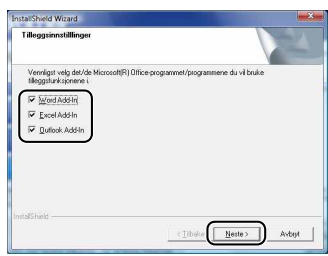 InstallShield Wizard
Tilleggsinnstillinger
Vennligst velg det/de Microsoft(R) Office-programmet/programmene du vil bruke
tilleggsfunksjonene i.
Word Add-In
Excel Add-In
Outlook Add-In
InstallShield
< Tilbake
Neste >
Avbryt